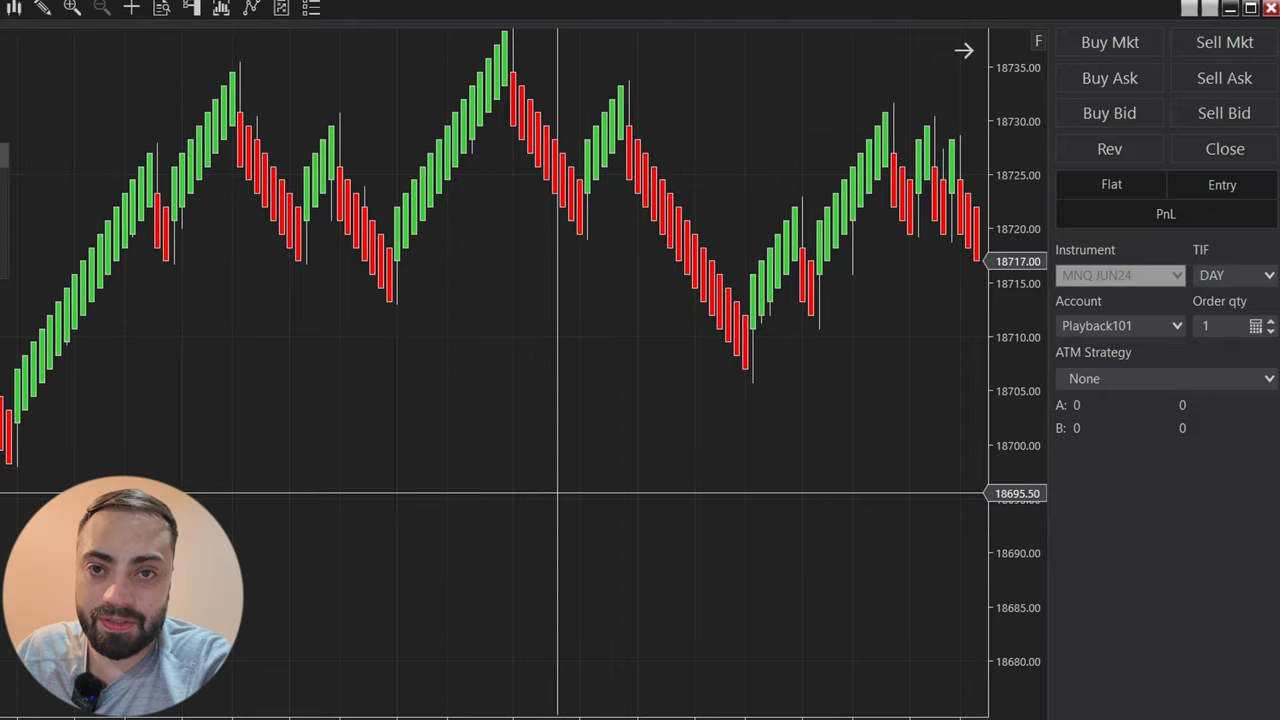 F
18735.00
18730.00
18725.00
18720.00
18717.00
18715.00
18710.00
18705.00
18700.00
18695.50
18690.00
18685.00
18680.00
Buy Mkt Sell Mkt
Buy Ask Sell Ask
Buy Bid Sell Bid
Rev Close
Flat Entry
PnL
Instrument TIF
MNQ JUN24 DAY
Account Order qty
Playback101 1
ATM Strategy
None
A: 0 0
B: 0 0